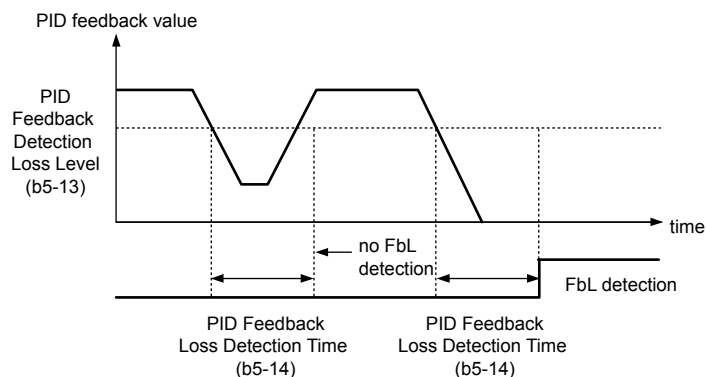 PID feedback value
PID
Feedback
Detection
Loss Level
(b5-13)
time
no FbL
detection
FbL detection
PID Feedback
Loss Detection Time
(b5-14)
PID Feedback
Loss Detection Time
(b5-14)